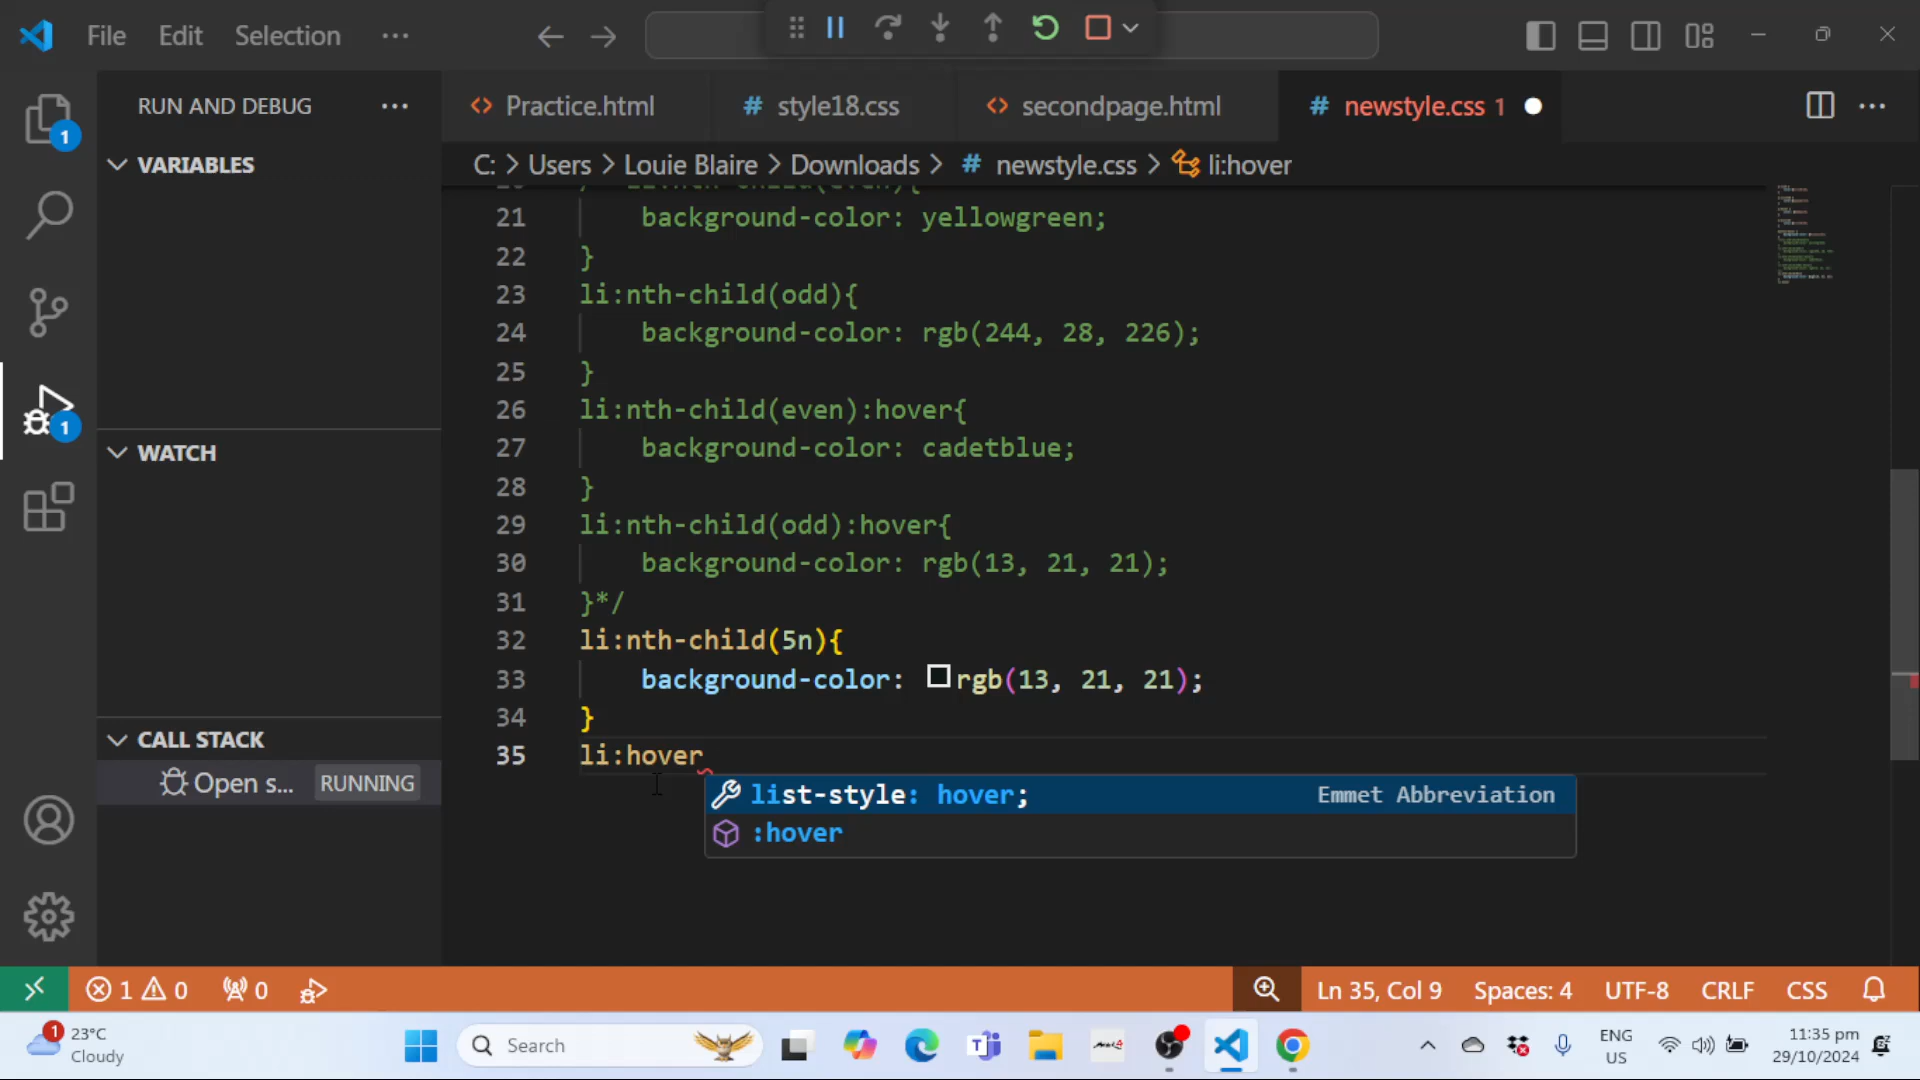 File Edit Selection ···
RUN AND DEBUG ···
Practice.html
style18.css
secondpage.html
newstyle.css 1
VARIABLES
C: > Users > Louie Blaire > Downloads > # newstyle.css > li:hover
21 background-color: yellowgreen;
22 }
23 li:nth-child(odd){
24 background-color: rgb(244, 28, 226);
25 }
26 li:nth-child(even):hover{
27 background-color: cadetblue;
28 }
29 li:nth-child(odd):hover{
30 background-color: rgb(13, 21, 21);
31 }*/
32 li:nth-child(5n){
33 background-color: rgb(13, 21, 21);
34 }
35 li:hover
list-style: hover; Emmet Abbreviation
:hover
WATCH
CALL STACK
Open s... RUNNING
1
1
1 0 0
Ln 35, Col 9 Spaces: 4 UTF-8 CRLF CSS
1
23°C
Cloudy
Search
ENG
US
11:35 pm
29/10/2024